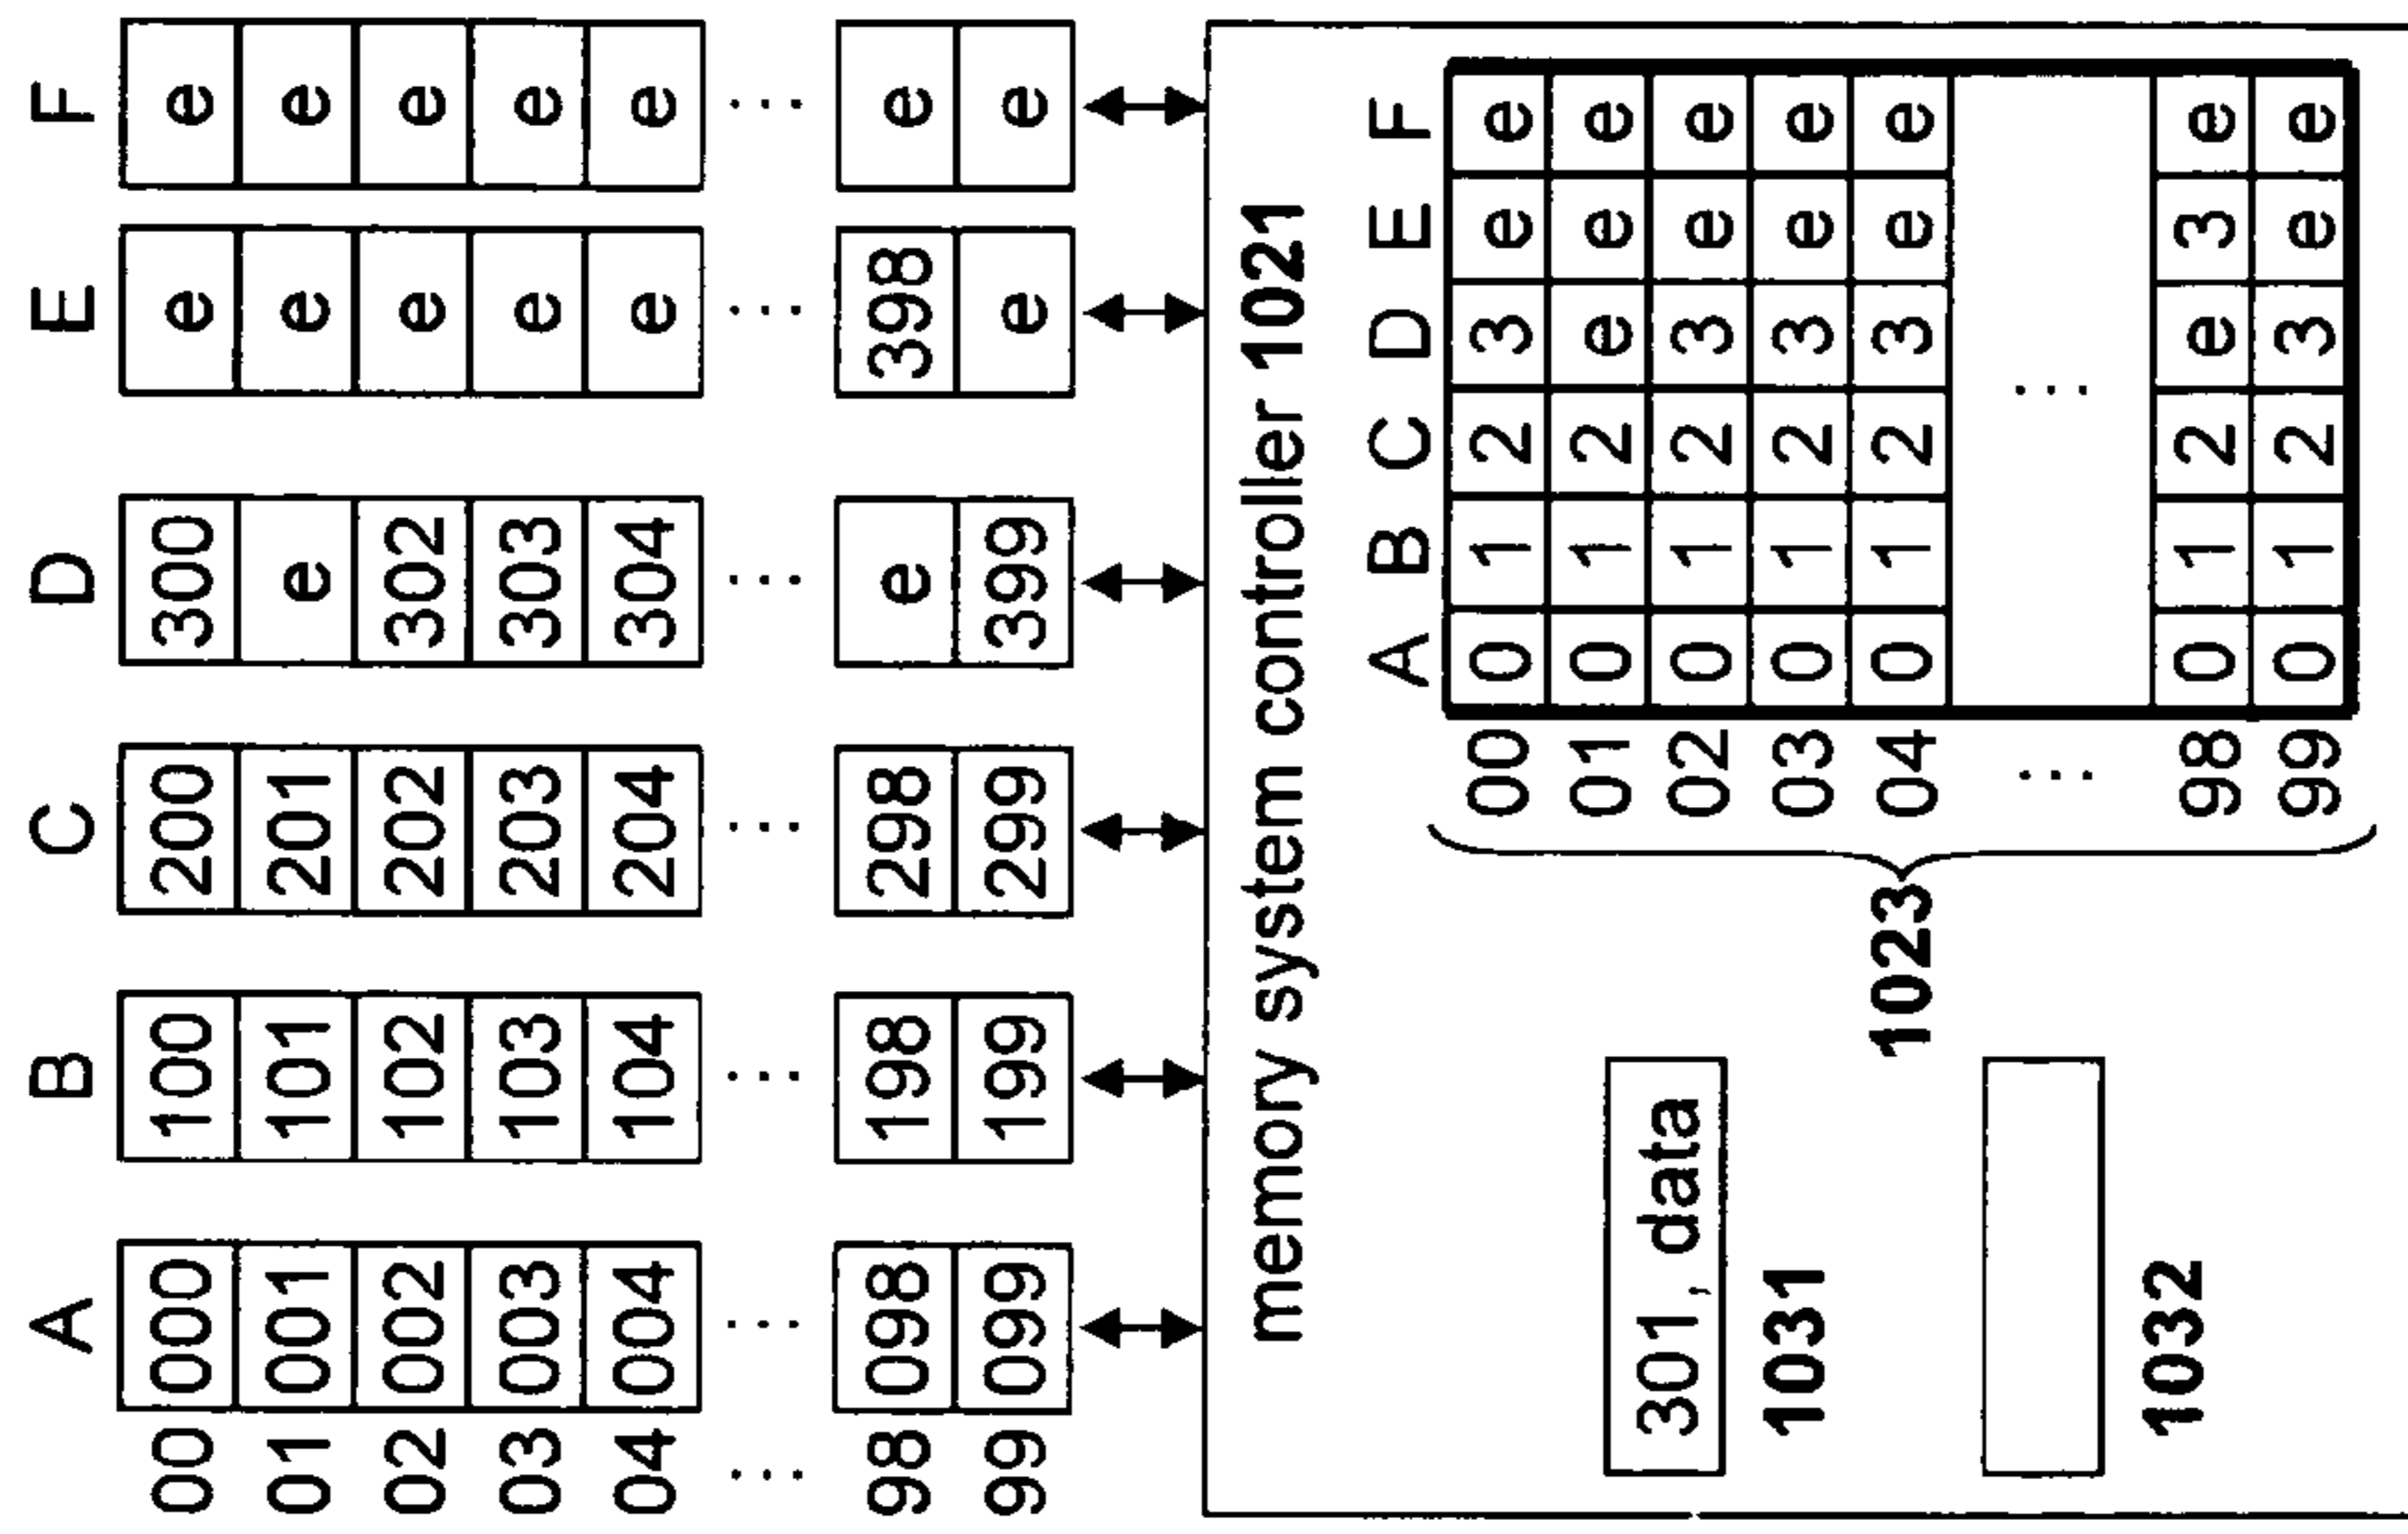 A B C D E F
00 000 100 200 300 e e
01 001 101 201 e e e
02 002 102 202 302 e e
03 003 103 203 303 e e
04 004 104 204 304 e e
... ... ... ... ... ... ...
98 098 198 298 e 398 e
99 099 199 299 399 e e
memory system controller 1021
A B C D E F
00 0 1 2 3 e e
01 0 1 2 e e e
02 0 1 2 3 e e
03 0 1 2 3 e e
04 0 1 2 3 e e
... ...
98 0 1 2 e 3 e
99 0 1 2 3 e e
1023
301, data
1031
1032